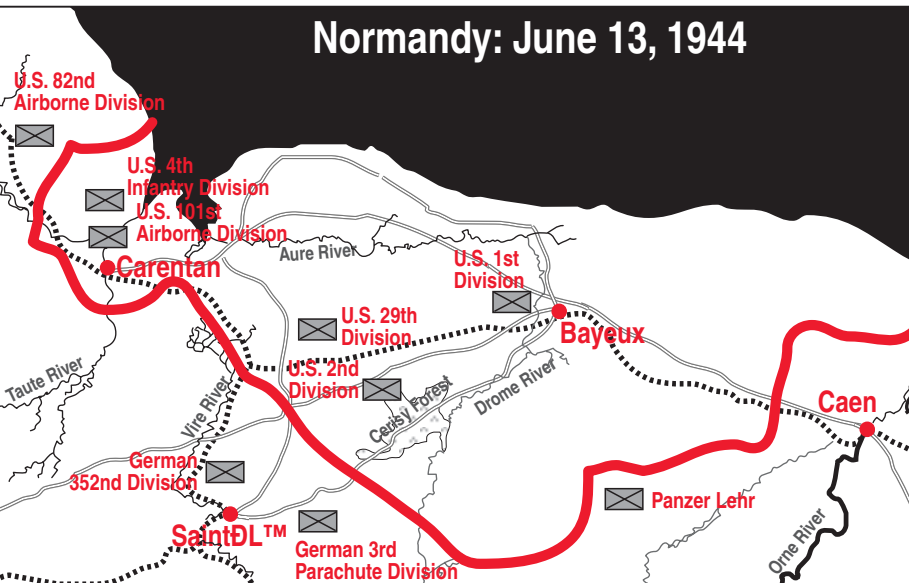 Normandy: June 13, 1944
U.S. 82nd
Airborne Division
U.S. 4th
Infantry Division
U.S. 101st
Airborne Division
Carentan
Aure River
U.S. 1st
Division
U.S. 29th
Division
Bayeux
U.S. 2nd
Division
Taute River
Vire River
Cerisy Forest
Drome River
Caen
German
352nd Division
Panzer Lehr
SaintĐL™
German 3rd
Parachute Division
Orne River